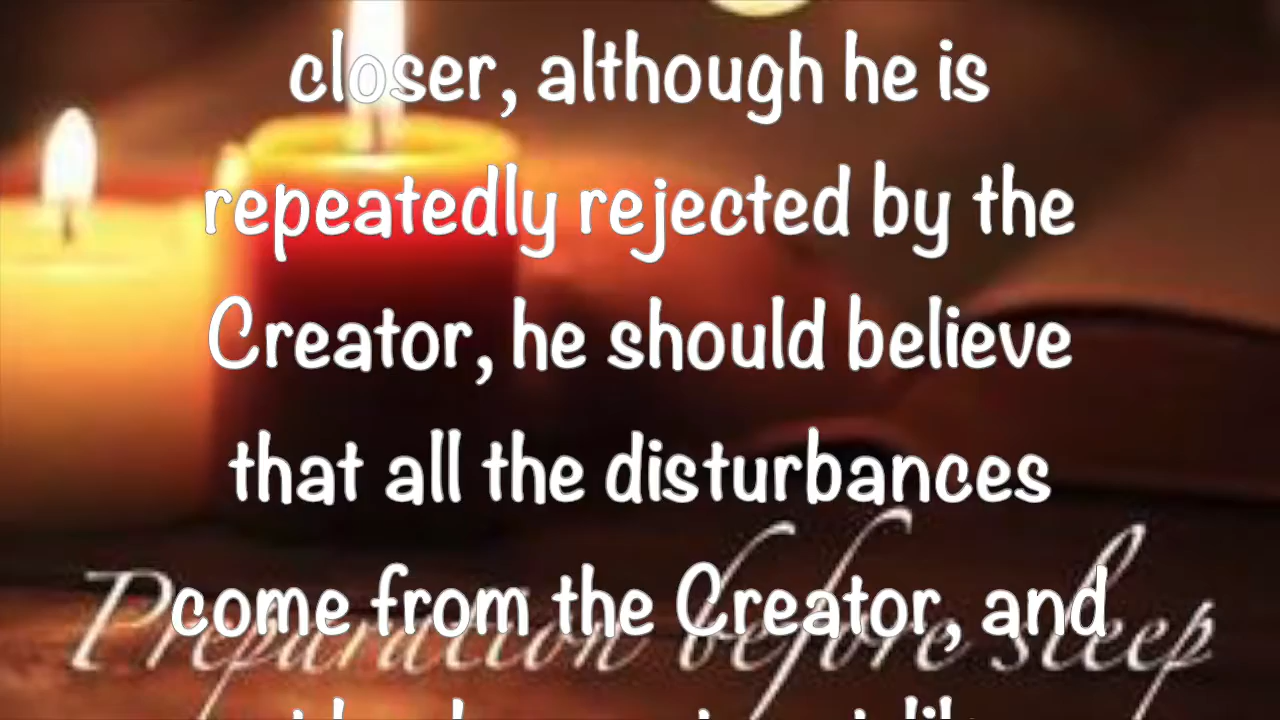 closer, although he is
repeatedly rejected by the
Creator, he should believe
that all the disturbances
come from the Creator, and
Preparation before sleep